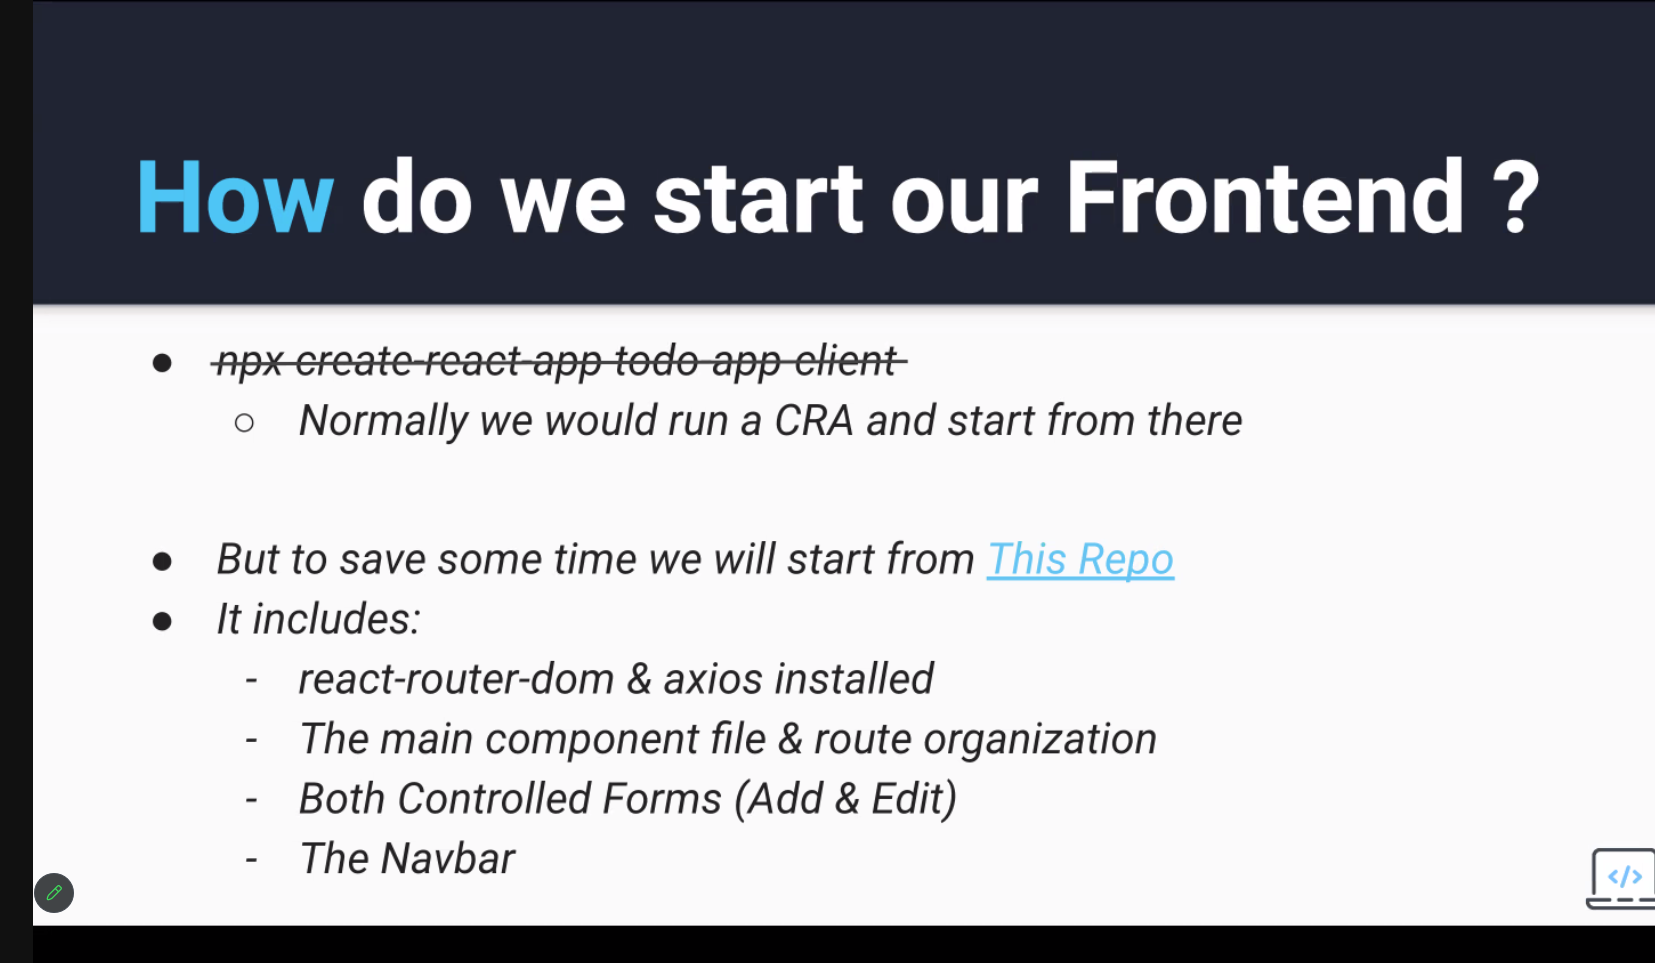 How do we start our Frontend ?
● npx create-react-app todo-app-client
○ Normally we would run a CRA and start from there
● But to save some time we will start from This Repo
● It includes:
- react-router-dom & axios installed
- The main component file & route organization
- Both Controlled Forms (Add & Edit)
- The Navbar
</>